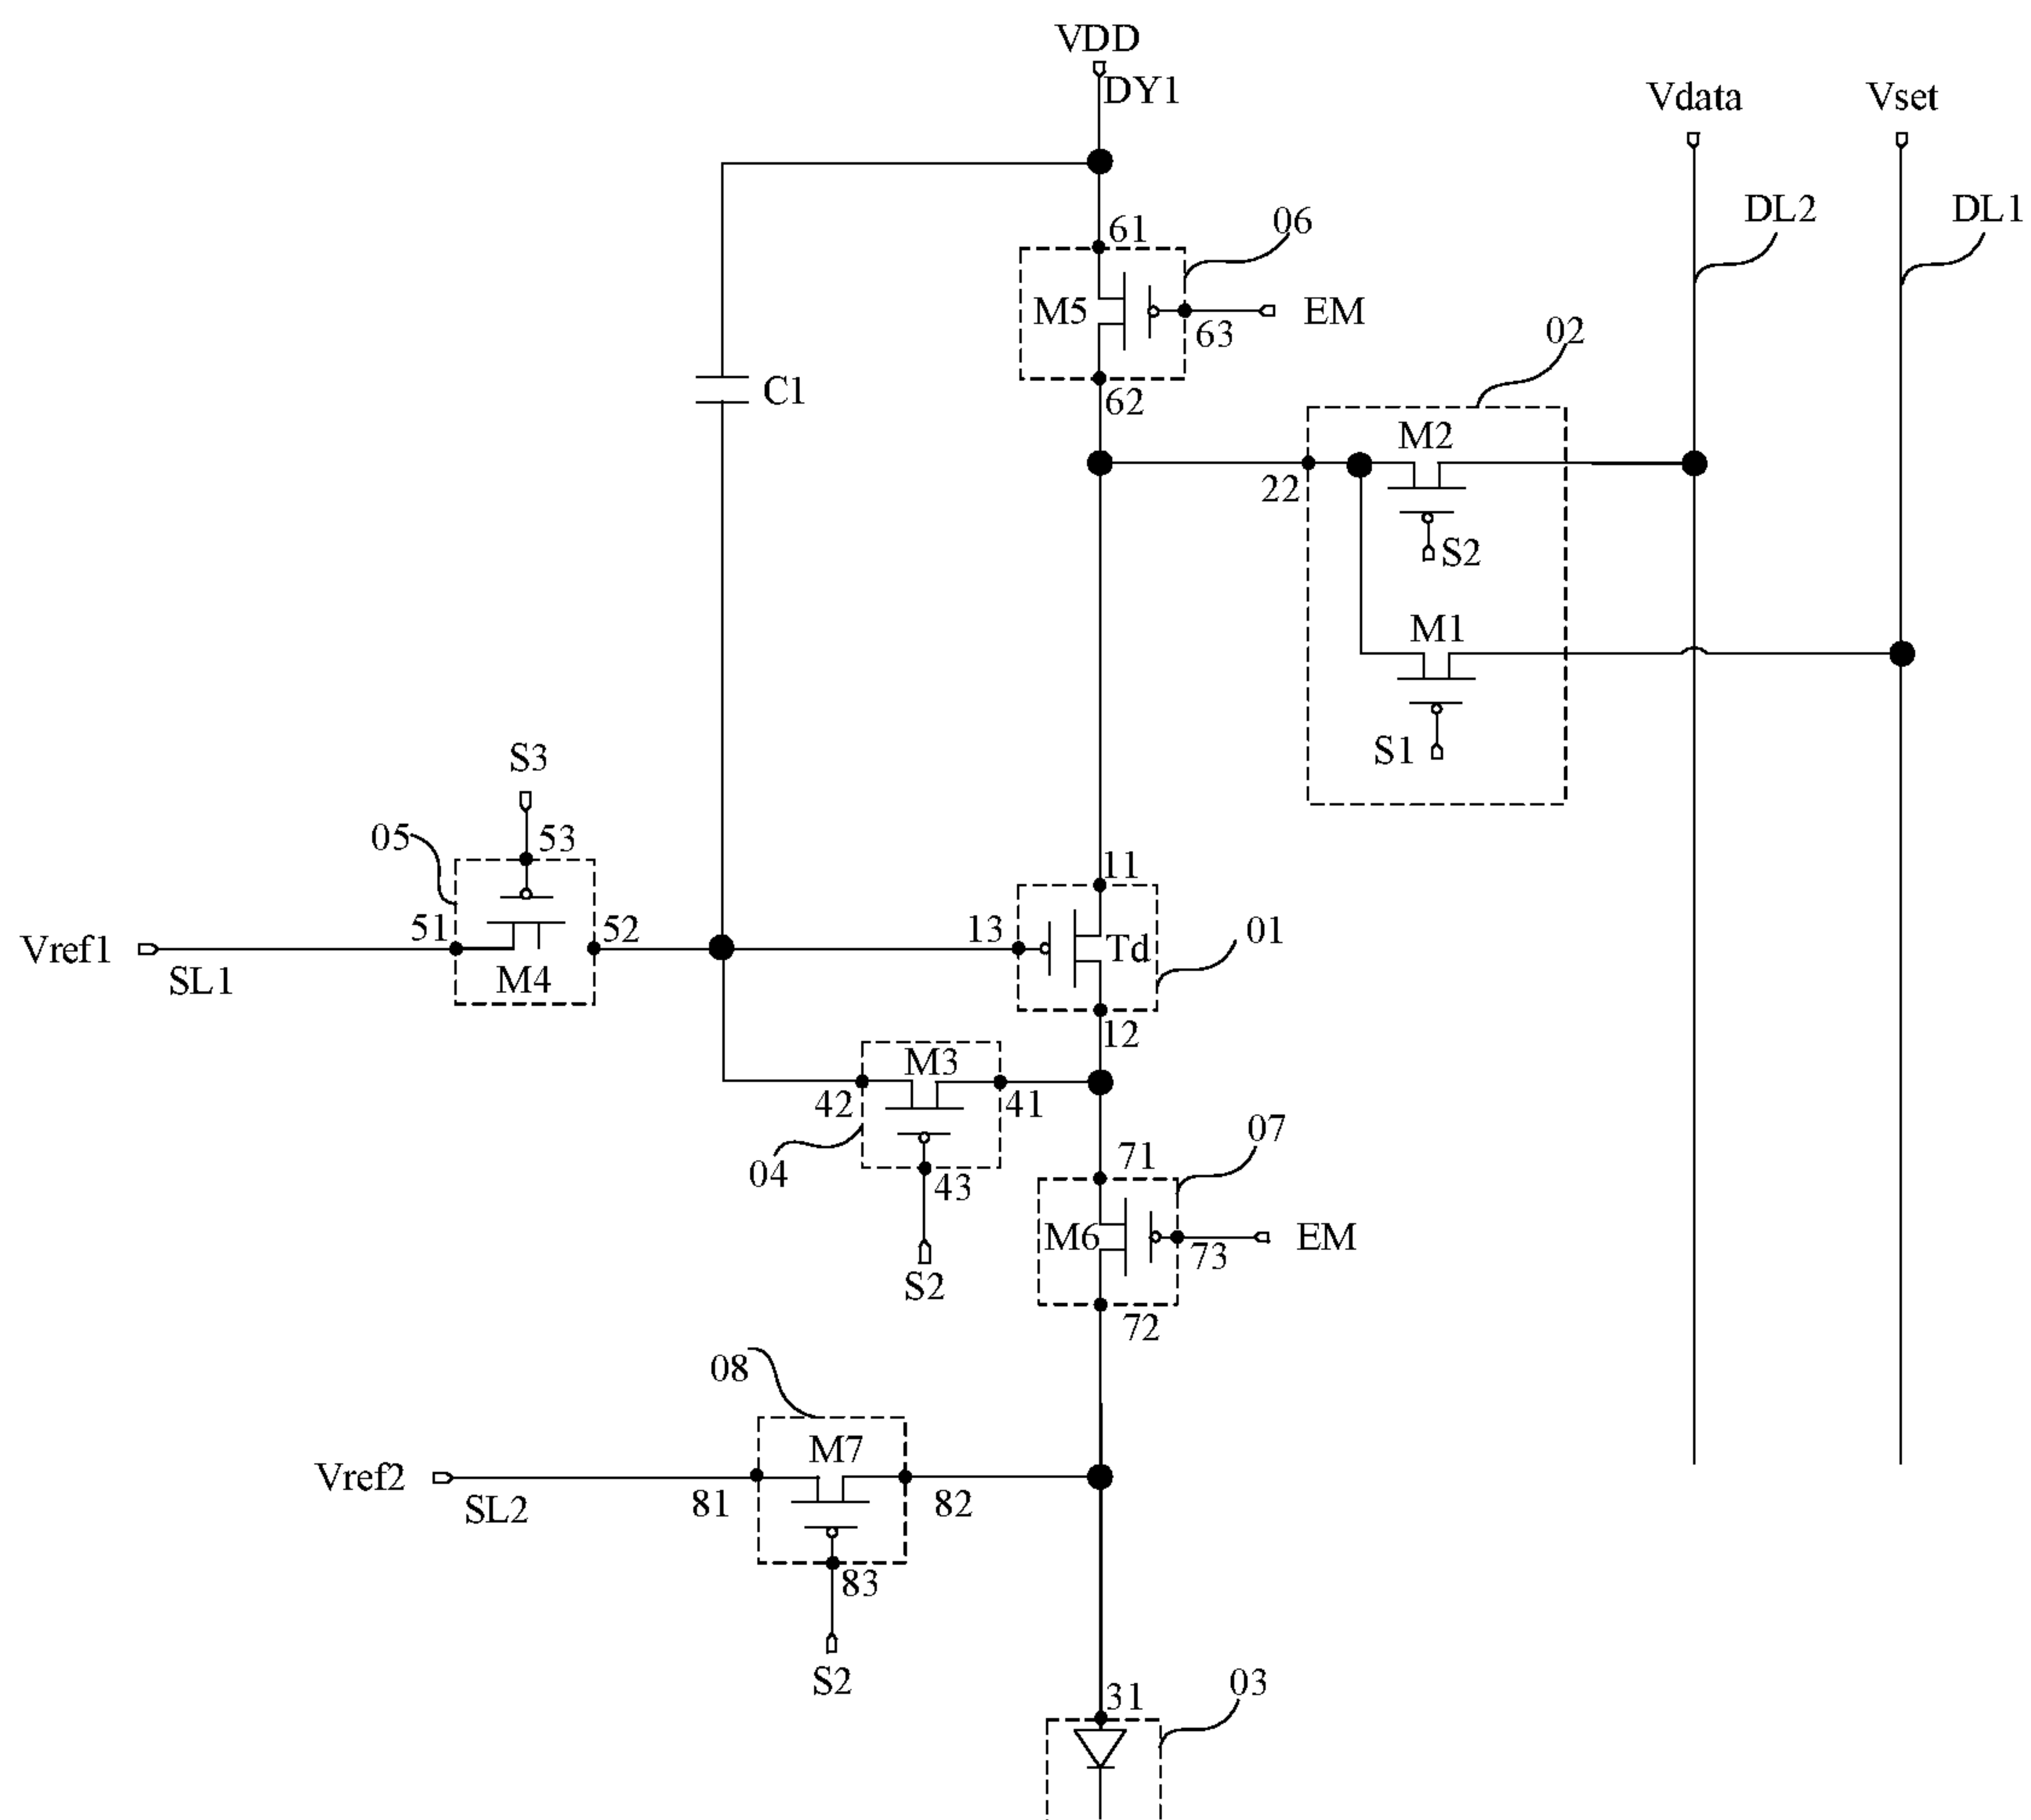 VDD
DY1
Vdata
Vset
DL2
DL1
61
06
M5
EM
63
02
C1
62
M2
22
S2
M1
S3
S1
05
53
11
51
52
13
01
Vref1
Td
SL1
M4
12
M3
42
41
07
04
43
71
M6
EM
73
S2
72
08
M7
Vref2
81
82
SL2
83
S2
31
03